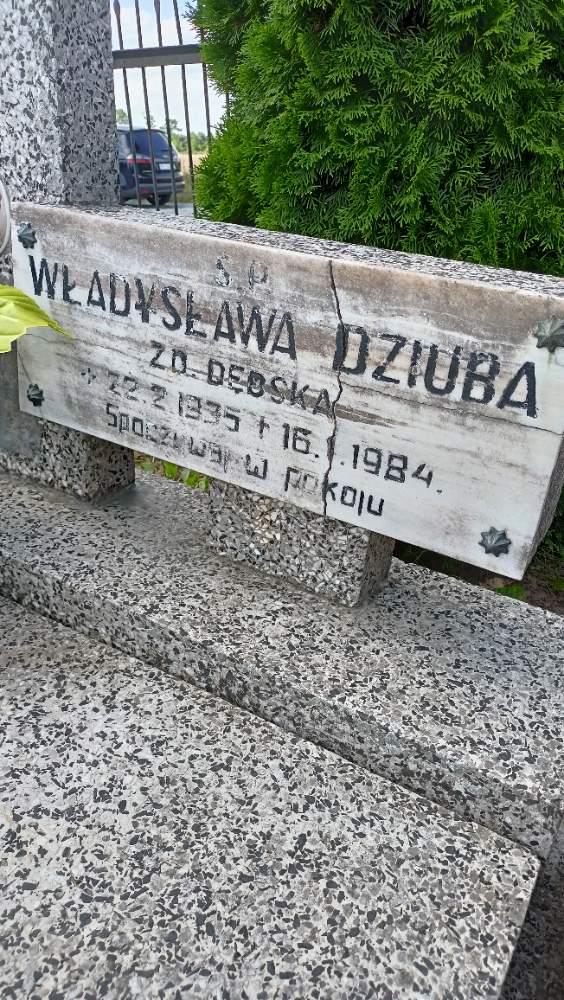 Ś P
WŁADYSŁAWA DZIUBA
ZD. DĘBSKA
22 2 1935 † 16. 1984.
Spoczywaj w pokoju